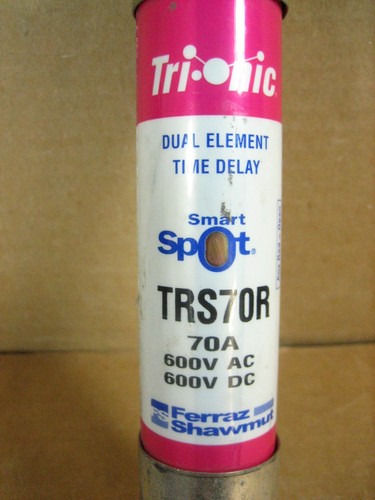 Tri-onic
DUAL ELEMENT
TIME DELAY
Smart
Spot®
TRS70R
70A
600V AC
600V DC
Ferraz
Shawmut